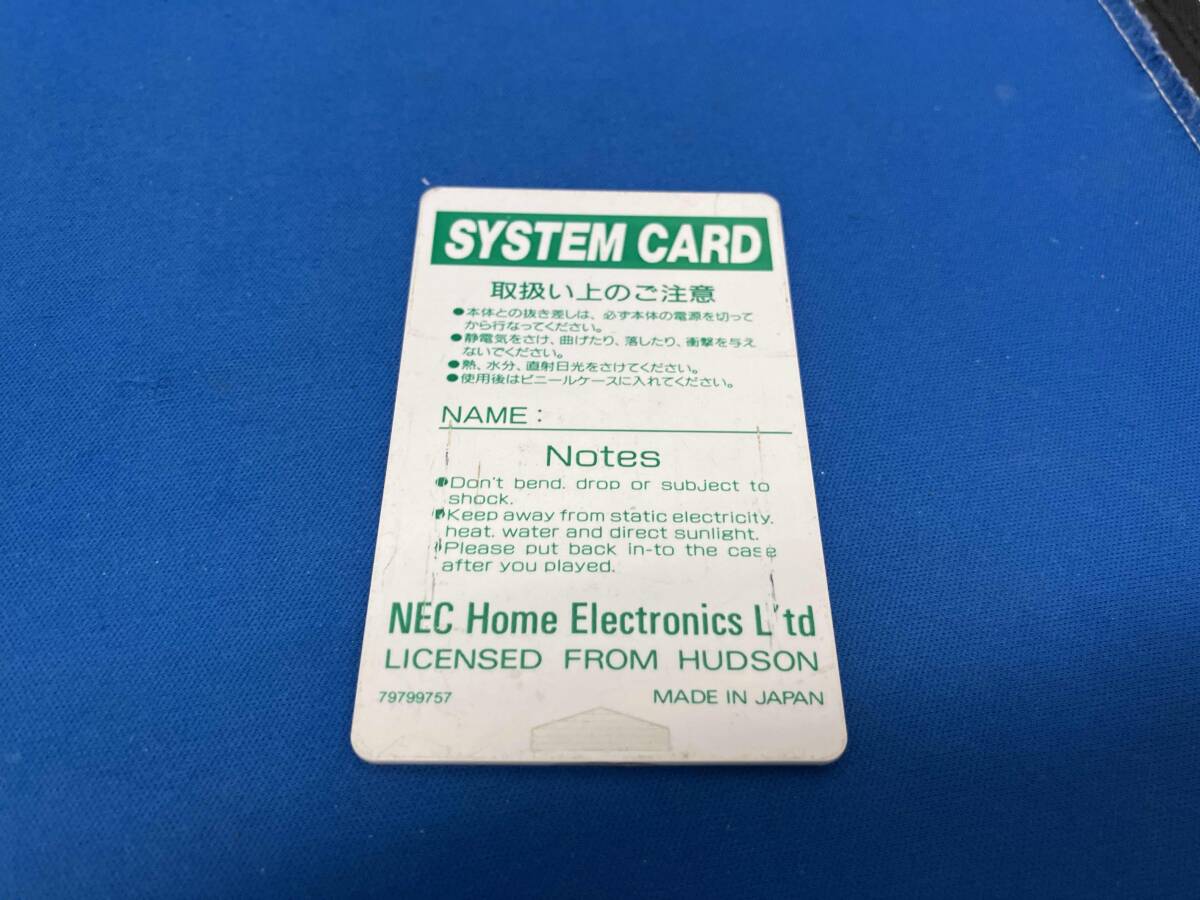 SYSTEM CARD
取扱い上のご注意
●本体との抜き差しは、必ず本体の電源を切って
から行なってください。
●静電気をさけ、曲げたり、落したり、衝撃を与え
ないでください。
●熱、水分、直射日光をさけてください。
●使用後はビニールケースに入れてください。
NAME:
Notes
●Don't bend. drop or subject to
shock.
●Keep away from static electricity.
heat. water and direct sunlight.
●Please put back in-to the case
after you played.
NEC Home Electronics L'td
LICENSED FROM HUDSON
79799757
MADE IN JAPAN